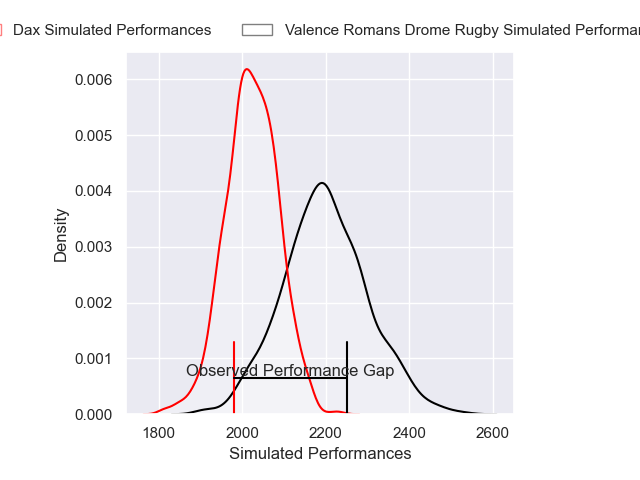 Dax Simulated Performances
Valence Romans Drome Rugby Simulated
0.006
0.005
0.004
0.003
0.002
0.001
0.000
Density
Observed Performance Gap
1800
2000
2200
2400
2600
Simulated Performances